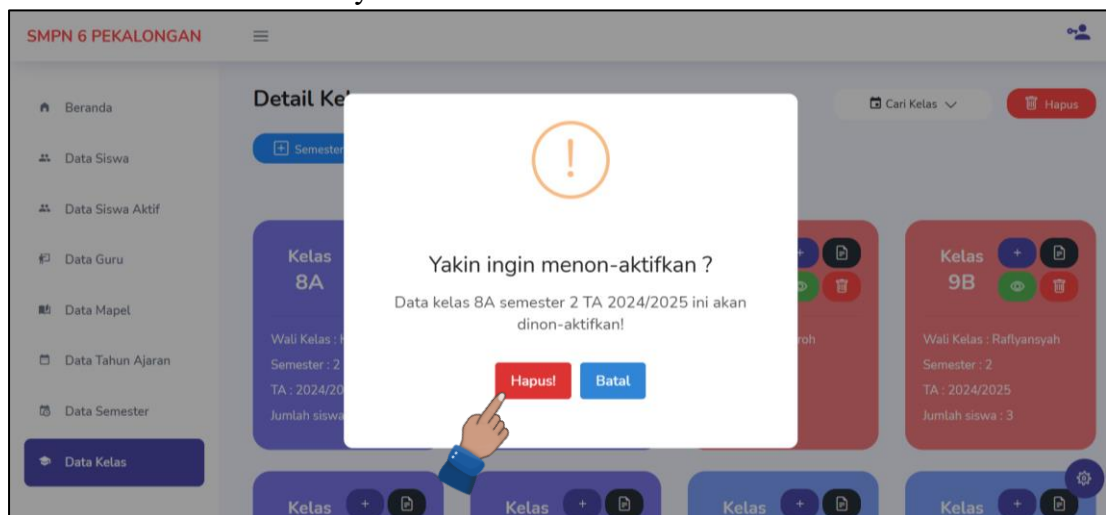 SMPN 6 PEKALONGAN
Beranda
Data Siswa
Data Siswa Aktif
Data Guru
Data Mapel
Data Tahun Ajaran
Data Semester
Data Kelas
Detail
Cari Kelas
Hapus
Semester
Yakin ingin menon-aktifkan ?
Data kelas 8A semester 2 TA 2024/2025 ini akan
dinon-aktifkan!
Hapus!
Batal
Kelas
8A
Wali Kelas :
Semester : 2
TA : 2024/20
Jumlah siswa
Kelas
9B
Wali Kelas : Raflyansyah
Semester : 2
TA : 2024/2025
Jumlah siswa : 3
Kelas
Kelas
Kelas
Kelas